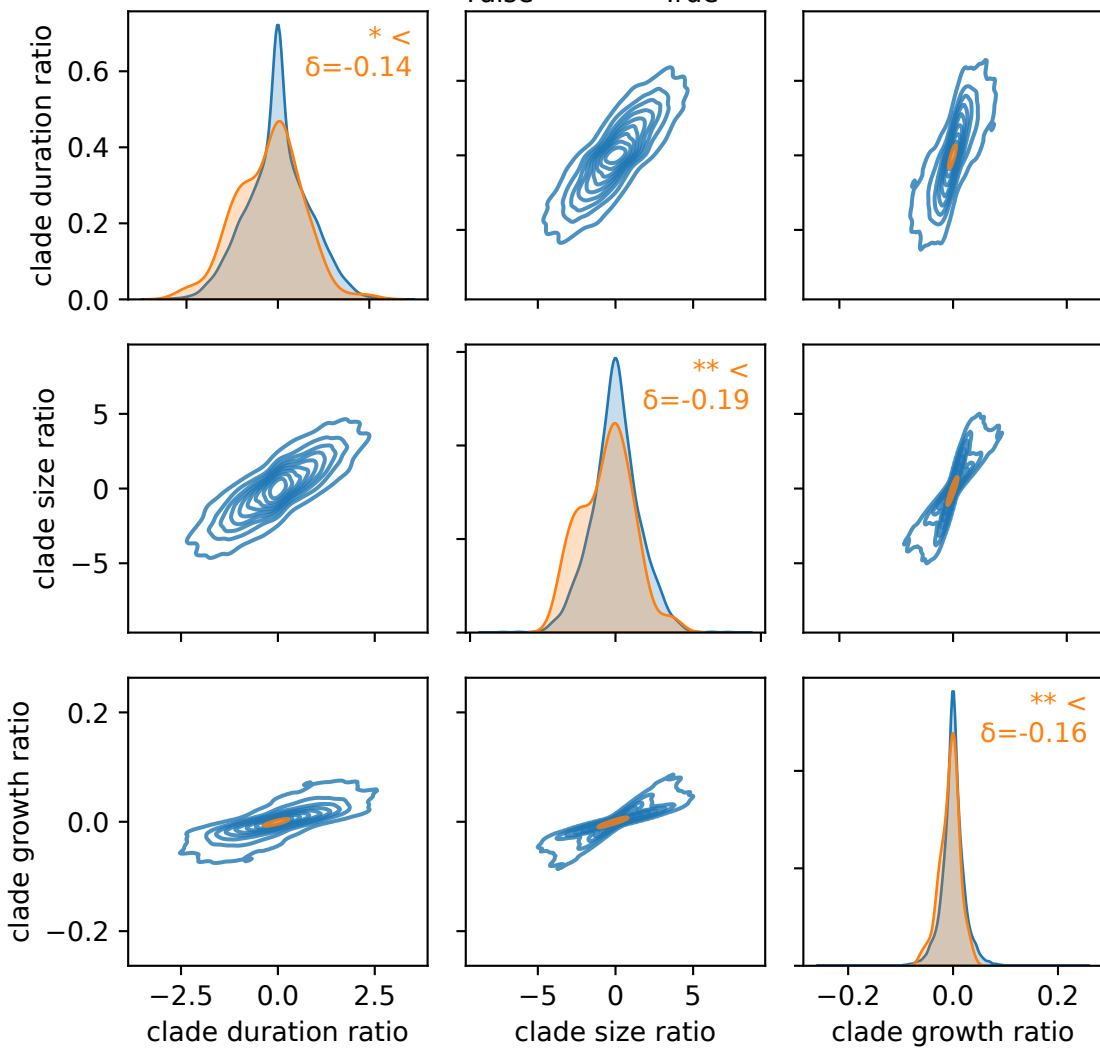 clade duration ratio
0.6
0.4
0.2
0.0
* <
δ=-0.14
clade size ratio
5
0
−5
** <
δ=-0.19
clade growth ratio
0.2
0.0
−0.2
** <
δ=-0.16
−2.5 0.0 2.5
clade duration ratio
−5 0 5
clade size ratio
−0.2 0.0 0.2
clade growth ratio